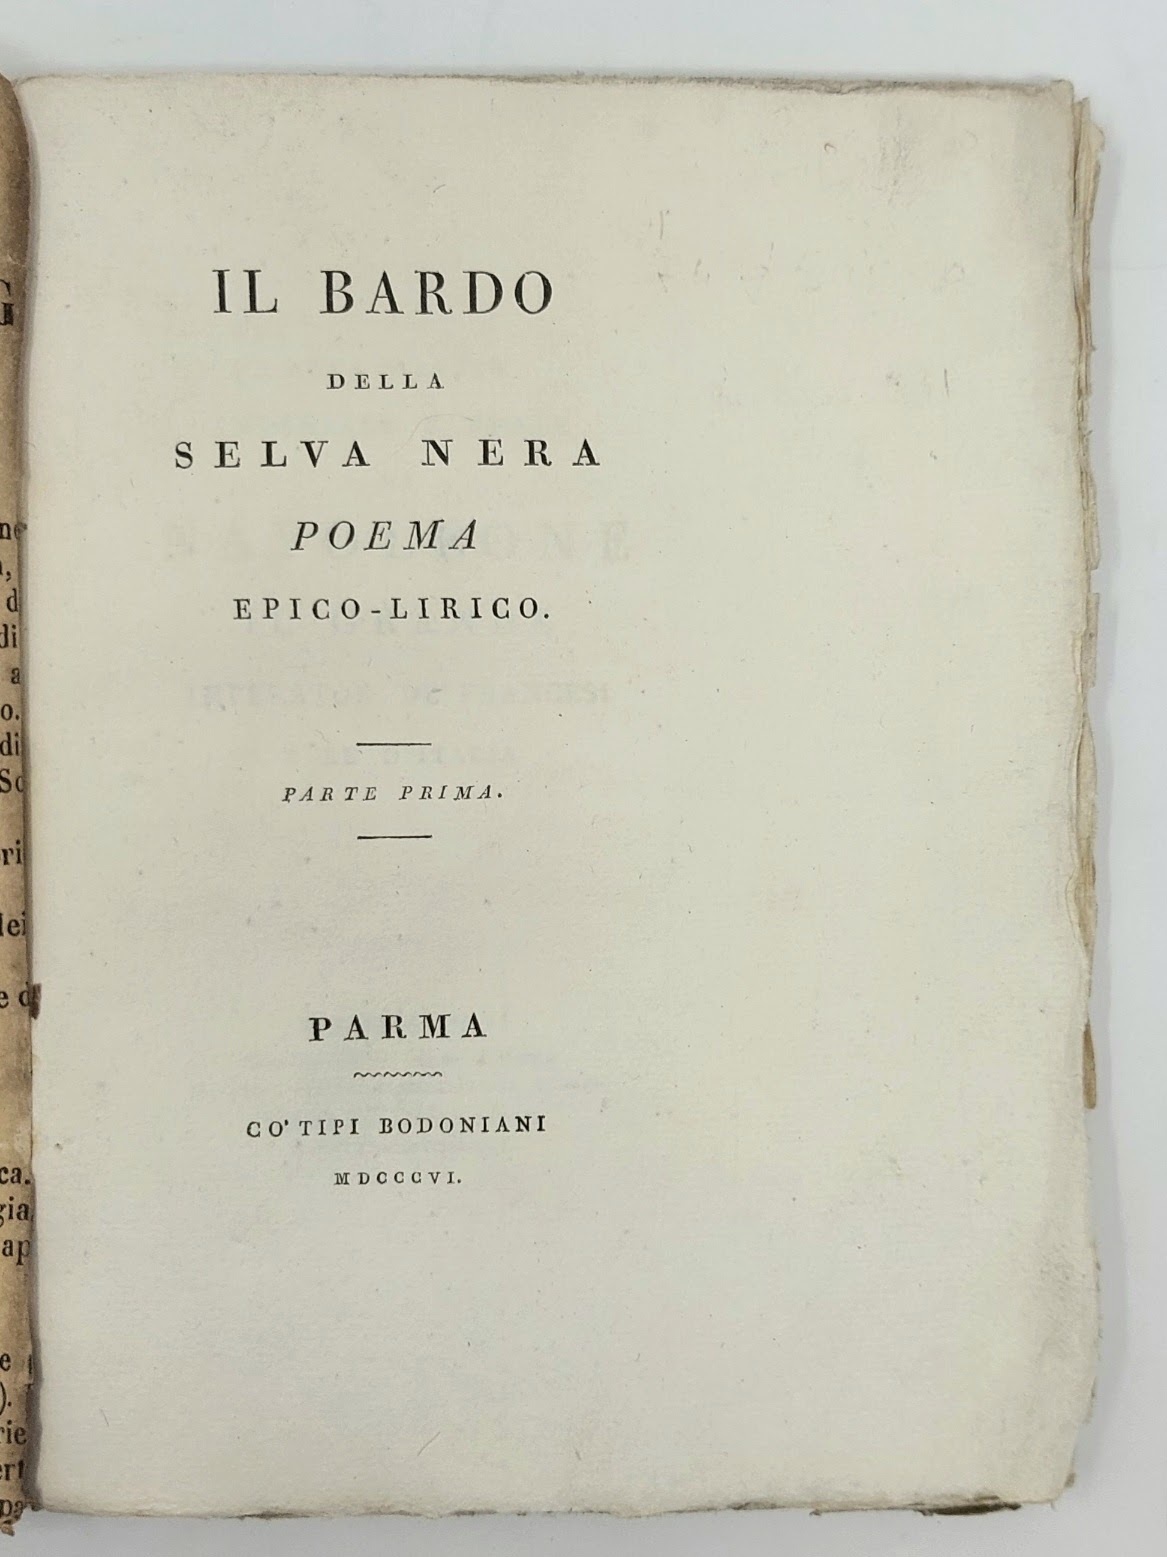 IL BARDO
DELLA
SELVA NERA
POEMA
EPICO-LIRICO.
PARTE PRIMA.
PARMA
CO' TIPI BODONIANI
MDCCCVI.